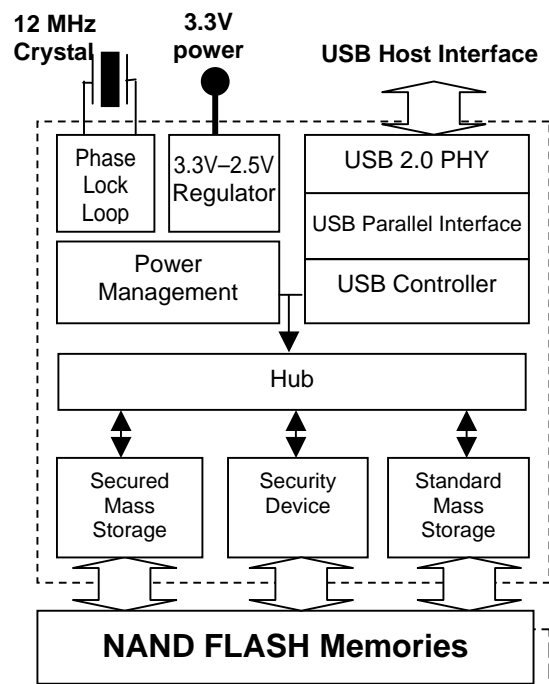 12 MHz
Crystal
3.3V
power
USB Host Interface
Phase
Lock
Loop
3.3V–2.5V
Regulator
USB 2.0 PHY
USB Parallel Interface
USB Controller
Power
Management
Hub
Secured
Mass
Storage
Security
Device
Standard
Mass
Storage
NAND FLASH Memories